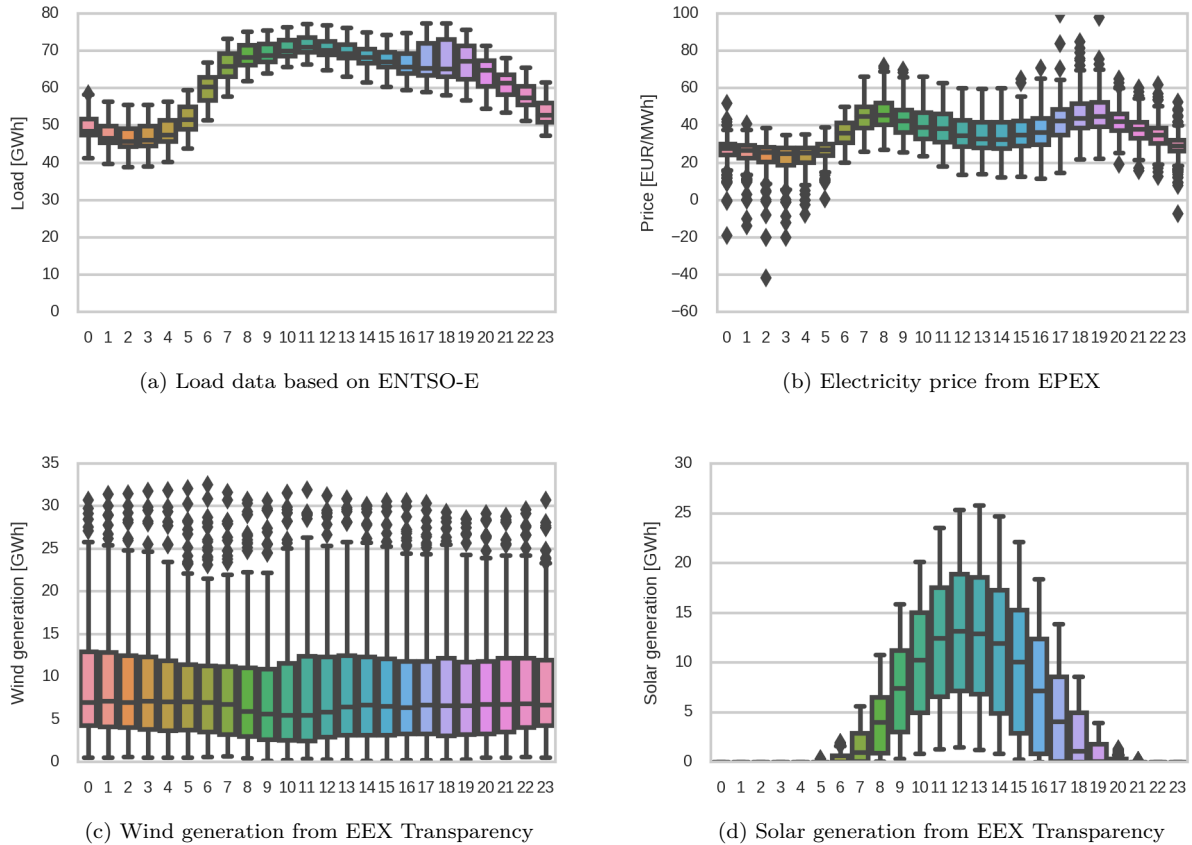 80
70
60
50
40
30
20
10
0
Load [GWh]
0 1 2 3 4 5 6 7 8 9 10 11 12 13 14 15 16 17 18 19 20 21 22 23
(a) Load data based on ENTSO-E
100
80
60
40
20
0
−20
−40
−60
Price [EUR/MWh]
0 1 2 3 4 5 6 7 8 9 10 11 12 13 14 15 16 17 18 19 20 21 22 23
(b) Electricity price from EPEX
35
30
25
20
15
10
5
0
Wind generation [GWh]
0 1 2 3 4 5 6 7 8 9 10 11 12 13 14 15 16 17 18 19 20 21 22 23
(c) Wind generation from EEX Transparency
30
25
20
15
10
5
0
Solar generation [GWh]
0 1 2 3 4 5 6 7 8 9 10 11 12 13 14 15 16 17 18 19 20 21 22 23
(d) Solar generation from EEX Transparency